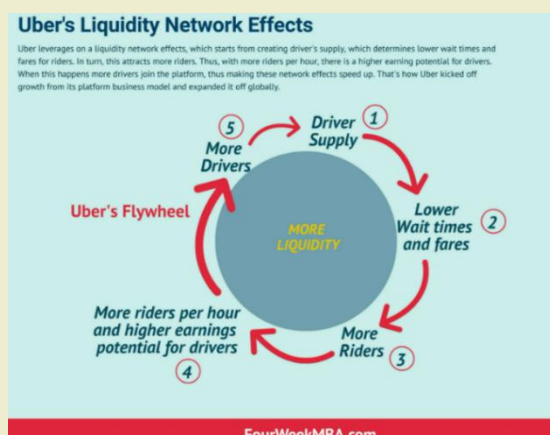 Uber's Liquidity Network Effects
Uber leverages on a liquidity network effects, which starts from creating driver's supply, which determines lower wait times and
fares for riders. In turn, this attracts more riders. Thus, with more riders per hour, there is a higher earning potential for drivers.
When this happens more drivers join the platform, thus making these network effects speed up. That's how Uber kicked off
growth from its platform business model and expanded it off globally.
Driver
Supply
1
Lower
Wait times
and fares
2
More
Riders
3
More riders per hour
and higher earnings
potential for drivers
4
5
More
Drivers
Uber's Flywheel
MORE
LIQUIDITY
FourWeekMBA.com